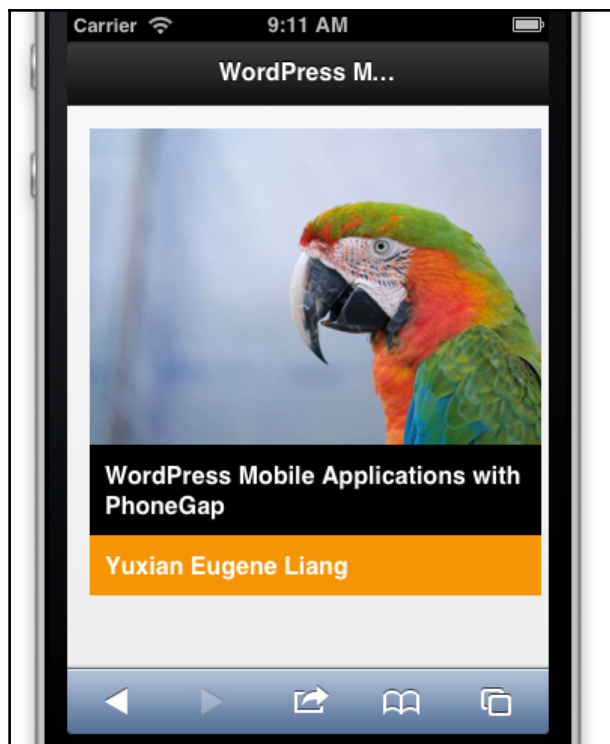 Carrier 9:11 AM
WordPress M...
WordPress Mobile Applications with
PhoneGap
Yuxian Eugene Liang